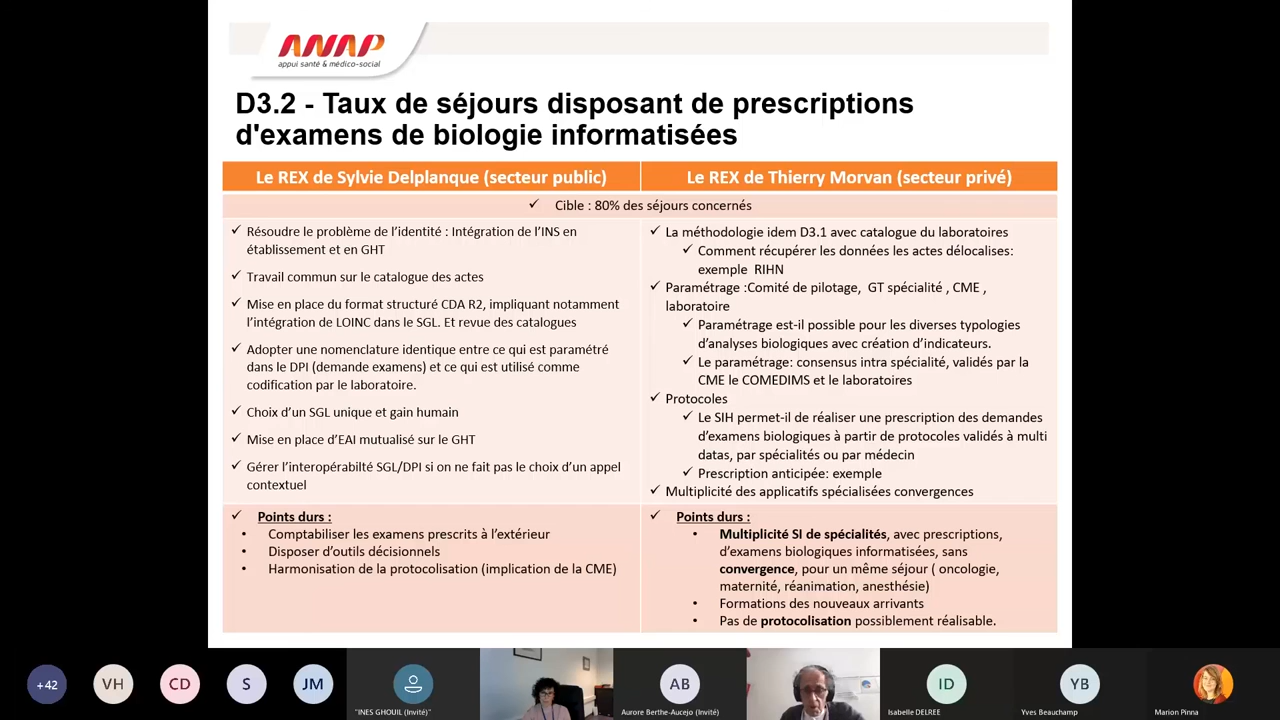 ANAP
appui santé & médico-social
D3.2 - Taux de séjours disposant de prescriptions
d'examens de biologie informatisées
Le REX de Sylvie Delplanque (secteur public)
Le REX de Thierry Morvan (secteur privé)
✓ Cible : 80% des séjours concernés
✓ Résoudre le problème de l'identité : Intégration de l'INS en
établissement et en GHT
✓ Travail commun sur le catalogue des actes
✓ Mise en place du format structuré CDA R2, impliquant notamment
l'intégration de LOINC dans le SGL. Et revue des catalogues
✓ Adopter une nomenclature identique entre ce qui est paramétré
dans le DPI (demande examens) et ce qui est utilisé comme
codification par le laboratoire.
✓ Choix d'un SGL unique et gain humain
✓ Mise en place d'EAI mutualisé sur le GHT
✓ Gérer l'interopérabilté SGL/DPI si on ne fait pas le choix d'un appel
contextuel
✓ La méthodologie idem D3.1 avec catalogue du laboratoires
✓ Comment récupérer les données les actes délocalises:
exemple RIHN
✓ Paramétrage :Comité de pilotage, GT spécialité , CME ,
laboratoire
✓ Paramétrage est-il possible pour les diverses typologies
d'analyses biologiques avec création d'indicateurs.
✓ Le paramétrage: consensus intra spécialité, validés par la
CME le COMEDIMS et le laboratoires
✓ Protocoles
✓ Le SIH permet-il de réaliser une prescription des demandes
d'examens biologiques à partir de protocoles validés à multi
datas, par spécialités ou par médecin
✓ Prescription anticipée: exemple
✓ Multiplicité des applicatifs spécialisées convergences
✓ Points durs :
• Comptabiliser les examens prescrits à l'extérieur
• Disposer d'outils décisionnels
• Harmonisation de la protocolisation (implication de la CME)
✓ Points durs :
• Multiplicité SI de spécialités, avec prescriptions,
d'examens biologiques informatisées, sans
convergence, pour un même séjour ( oncologie,
maternité, réanimation, anesthésie)
• Formations des nouveaux arrivants
• Pas de protocolisation possiblement réalisable.
+42
VH
CD
S
JM
"INES GHOUIL (Invité)"
AB
Aurore Berthe-Aucejo (Invité)
ID
Isabelle DELREE
YB
Yves Beauchamp
Marion Pinna